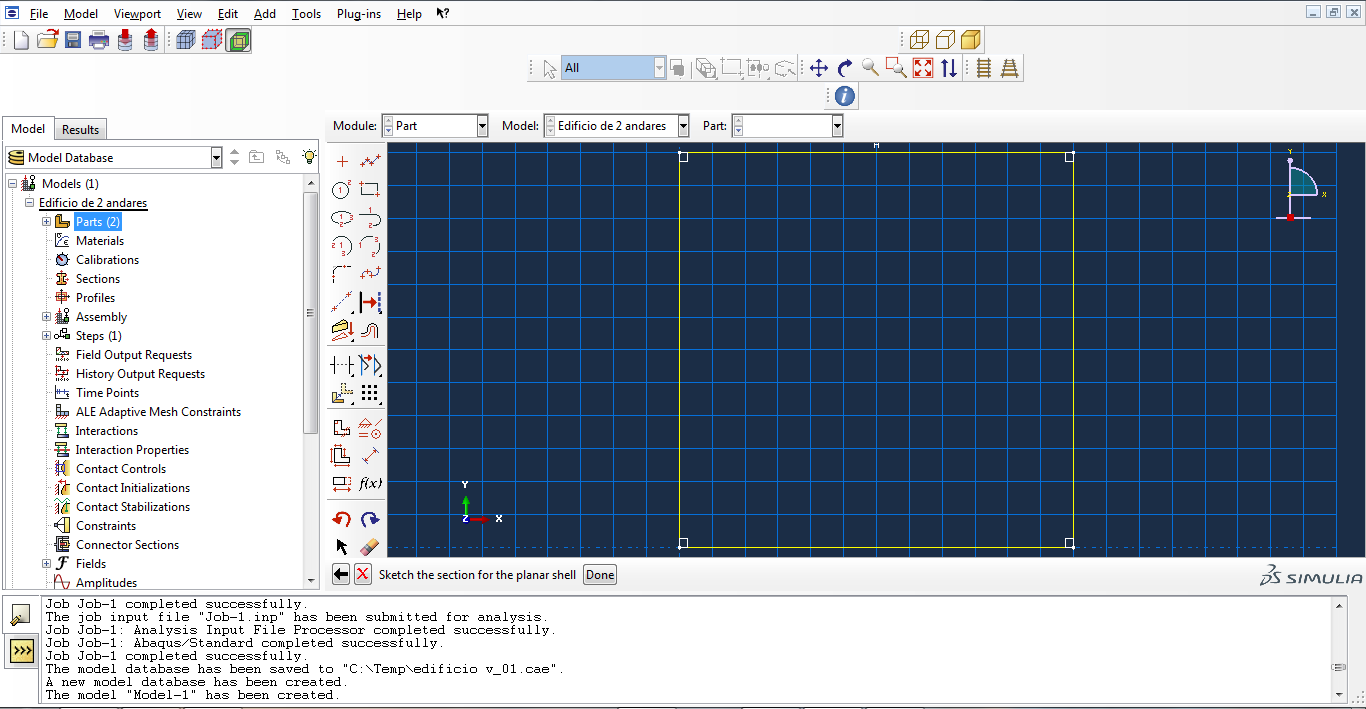 File Model Viewport View Edit Add Tools Plug-ins Help
All
Model Results
Module: Part Model: Edificio de 2 andares Part:
Model Database
Models (1)
Edificio de 2 andares
Parts (2)
Materials
Calibrations
Sections
Profiles
Assembly
Steps (1)
Field Output Requests
History Output Requests
Time Points
ALE Adaptive Mesh Constraints
Interactions
Interaction Properties
Contact Controls
Contact Initializations
Contact Stabilizations
Constraints
Connector Sections
Fields
Amplitudes
f(x)
H
Y
X
Y
Z
X
Sketch the section for the planar shell Done
SIMULIA
Job Job-1 completed successfully.
The job input file "Job-1.inp" has been submitted for analysis.
Job Job-1: Analysis Input File Processor completed successfully.
Job Job-1: Abaqus/Standard completed successfully.
Job Job-1 completed successfully.
The model database has been saved to "C:\Temp\edificio v_01.cae".
A new model database has been created.
The model "Model-1" has been created.
>>>